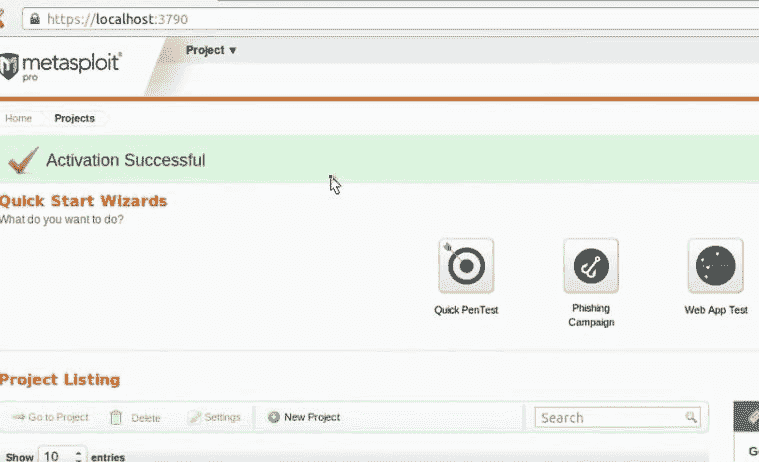 https://localhost:3790
Project ▼
metasploit®
pro
Home
Projects
Activation Successful
Quick Start Wizards
What do you want to do?
Quick PenTest
Phishing
Campaign
Web App Test
Project Listing
Go to Project
Delete
Settings
New Project
Search
Show 10 entries